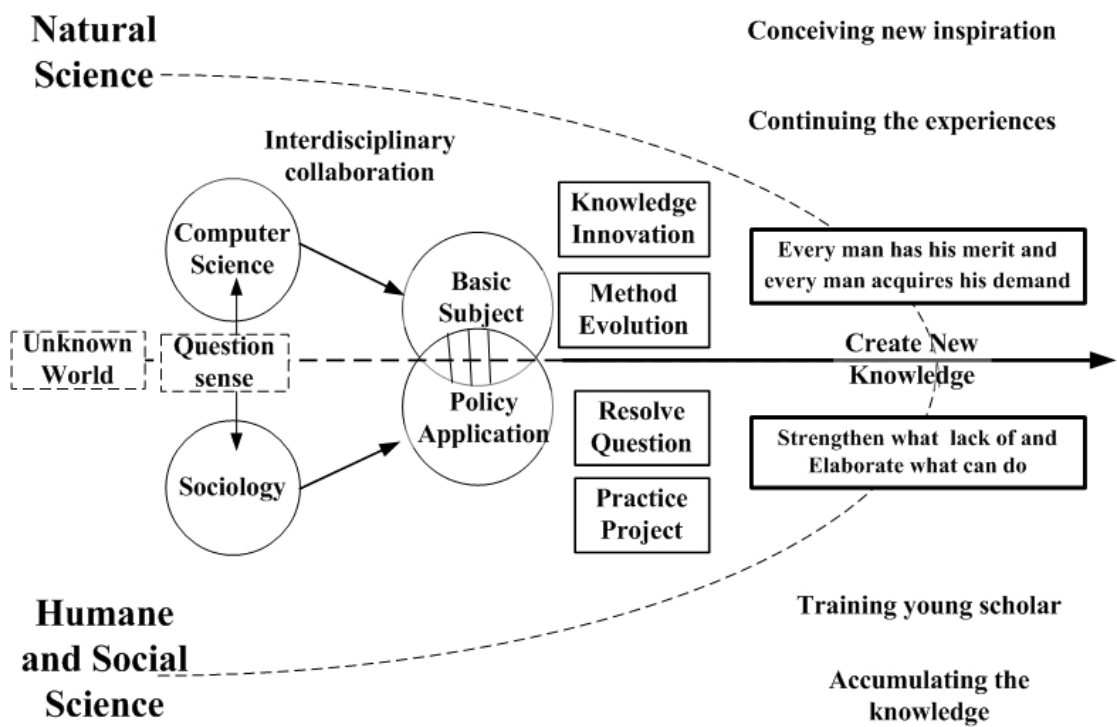 Natural
Science
Conceiving new inspiration
Continuing the experiences
Interdisciplinary
collaboration
Computer
Science
Basic
Subject
Knowledge
Innovation
Method
Evolution
Every man has his merit and
every man acquires his demand
Unknown
World
Question
sense
Create New
Knowledge
Policy
Application
Sociology
Resolve
Question
Practice
Project
Strengthen what lack of and
Elaborate what can do
Humane
and Social
Science
Training young scholar
Accumulating the
knowledge